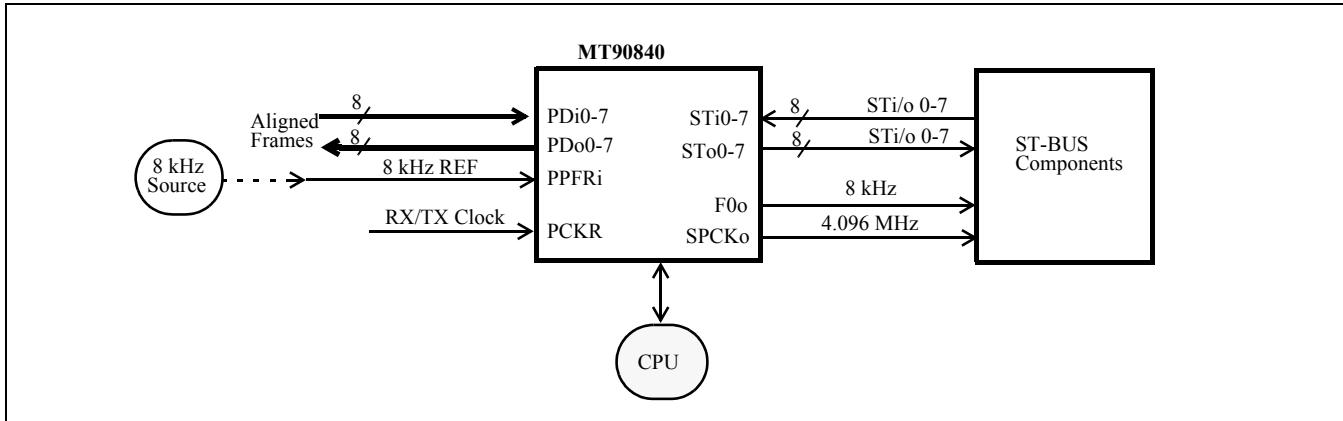 MT90840
8
PDi0-7
Aligned
Frames
8
PDo0-7
8 kHz
Source
8 kHz REF
PPFRi
RX/TX Clock
PCKR
STi0-7
8
STi/o 0-7
STo0-7
8
STi/o 0-7
F0o
8 kHz
SPCKo
4.096 MHz
ST-BUS
Components
CPU